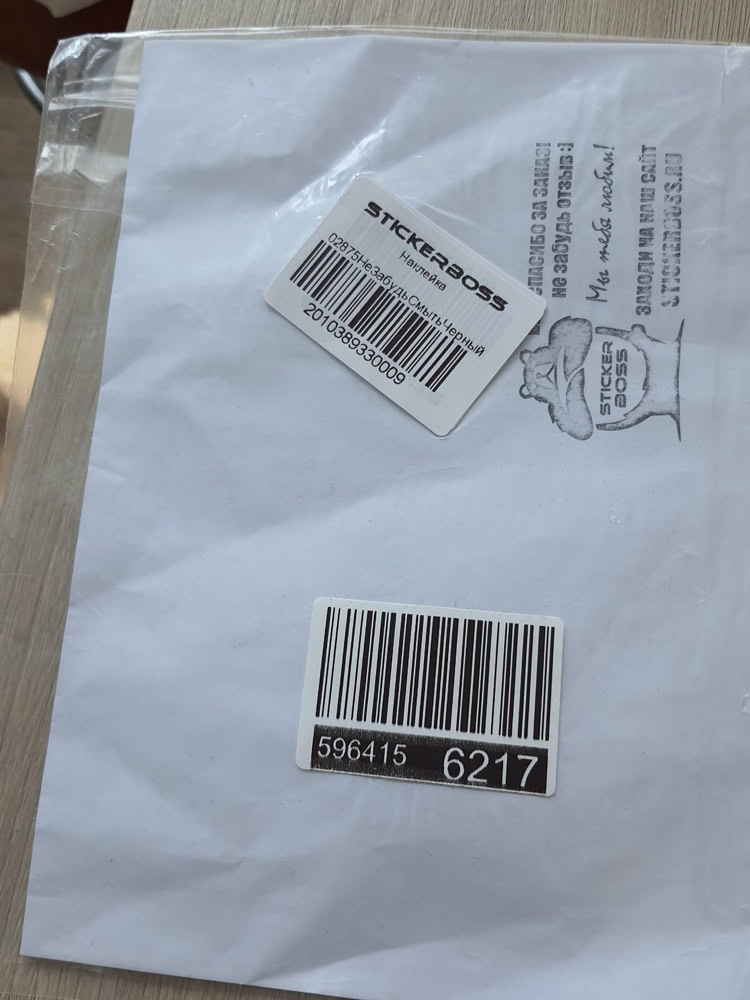 STICKERBOSS
Наклейка
02875НеЗабудьСмытьЧерный
2010389330009
СПАСИБО ЗА ЗАКАЗ!
НЕ ЗАБУДЬ ОТЗЫВ :)
Мы тебя любим!
ЗАХОДИ НА НАШ САЙТ
STICKERBOSS.RU
STICKER
BOSS
596415 6217